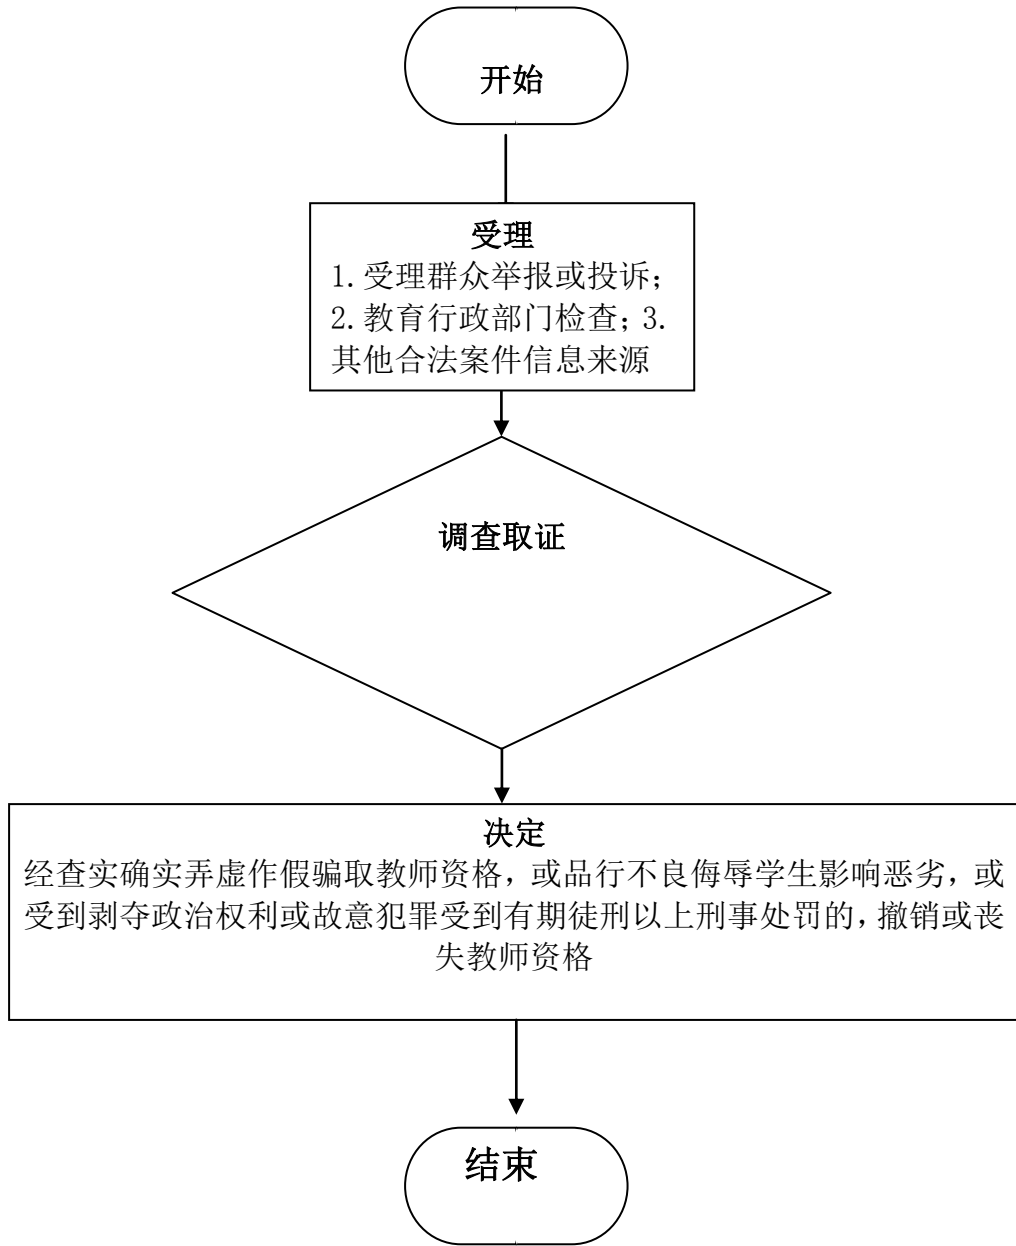 开始
受理
1.受理群众举报或投诉；
2.教育行政部门检查；3.
其他合法案件信息来源
调查取证
决定
经查实确实弄虚作假骗取教师资格，或品行不良侮辱学生影响恶劣，或
受到剥夺政治权利或故意犯罪受到有期徒刑以上刑事处罚的，撤销或丧
失教师资格
结束